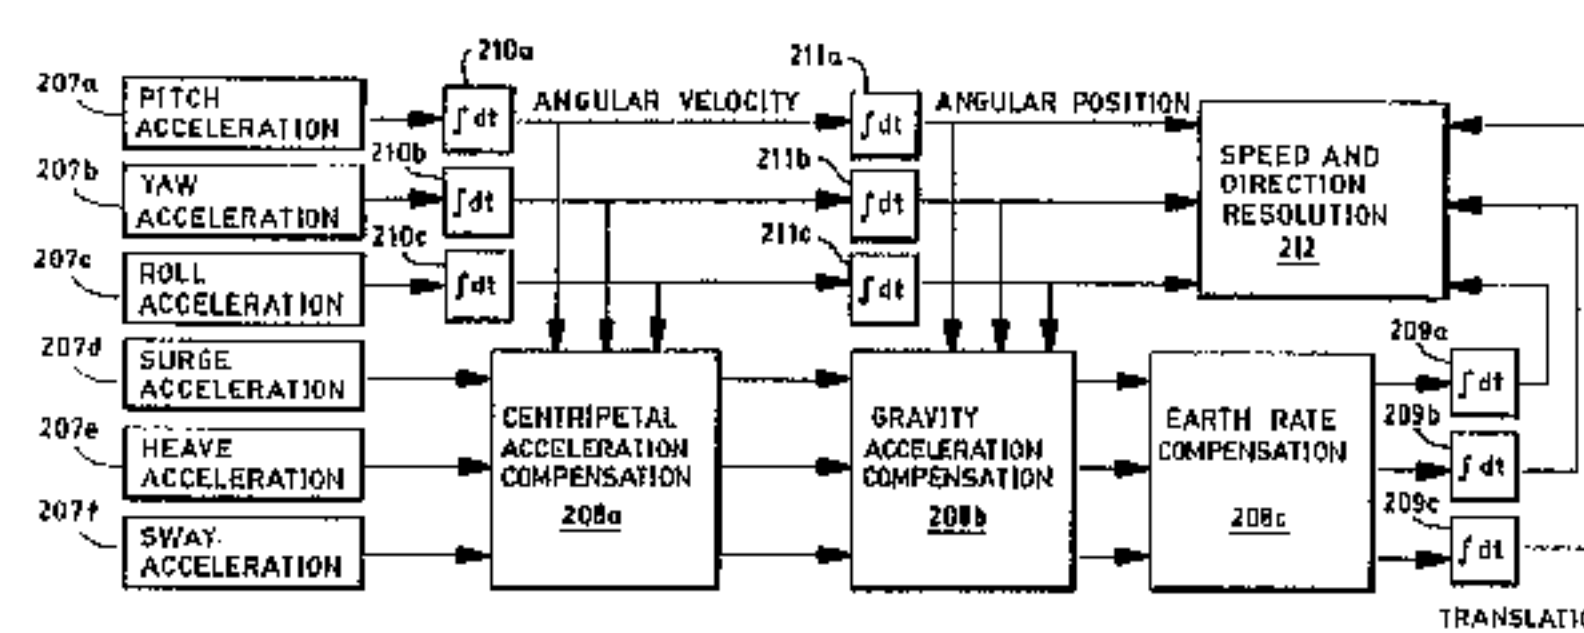 210a
211a
207a
PITCH
ACCELERATION
∫dt
ANGULAR VELOCITY
∫dt
ANGULAR POSITION
210b
211b
207b
YAW
ACCELERATION
∫dt
∫dt
SPEED AND
DIRECTION
RESOLUTION
212
210c
211c
207c
ROLL
ACCELERATION
∫dt
∫dt
207d
SURGE
ACCELERATION
209a
∫dt
207e
HEAVE
ACCELERATION
CENTRIPETAL
ACCELERATION
COMPENSATION
208a
GRAVITY
ACCELERATION
COMPENSATION
208b
EARTH RATE
COMPENSATION
208c
209b
∫dt
207f
SWAY
ACCELERATION
209c
∫dt